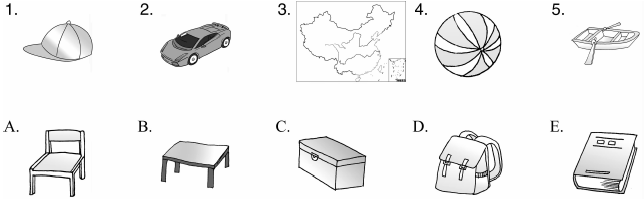 1. 2. 3. 4. 5.
A. B. C. D. E.